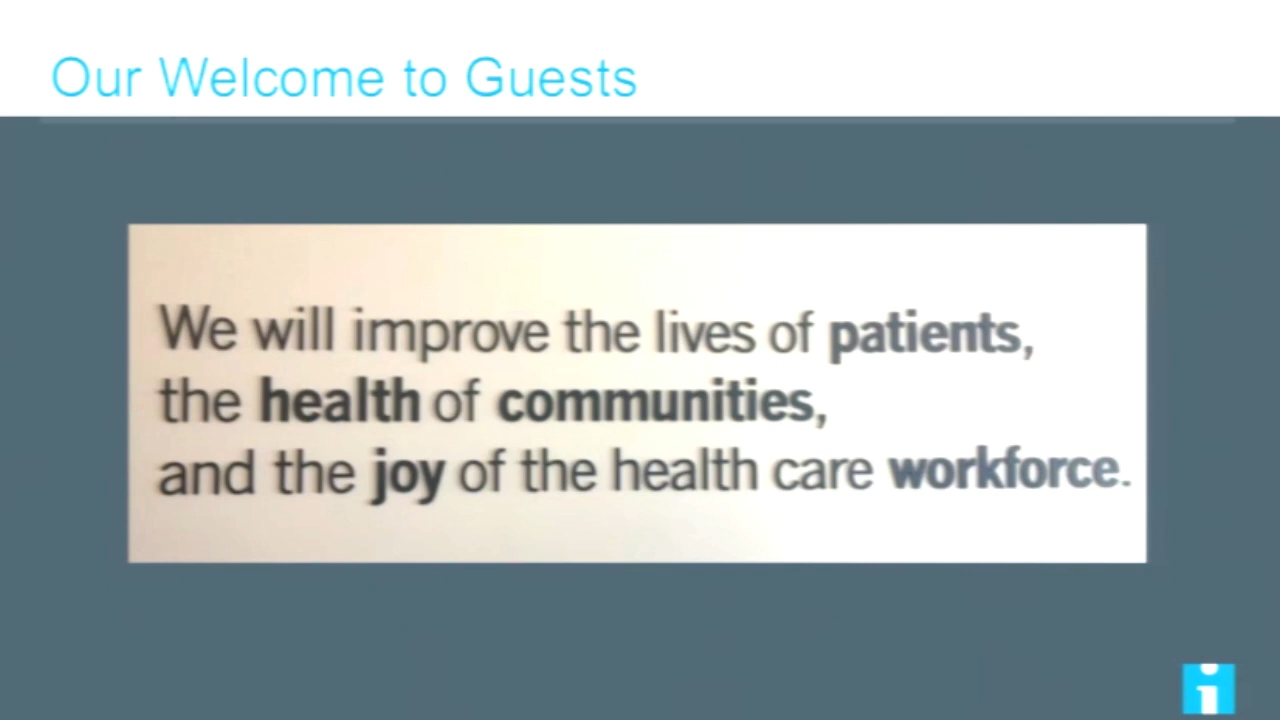 Our Welcome to Guests
We will improve the lives of patients,
the health of communities,
and the joy of the health care workforce.
i